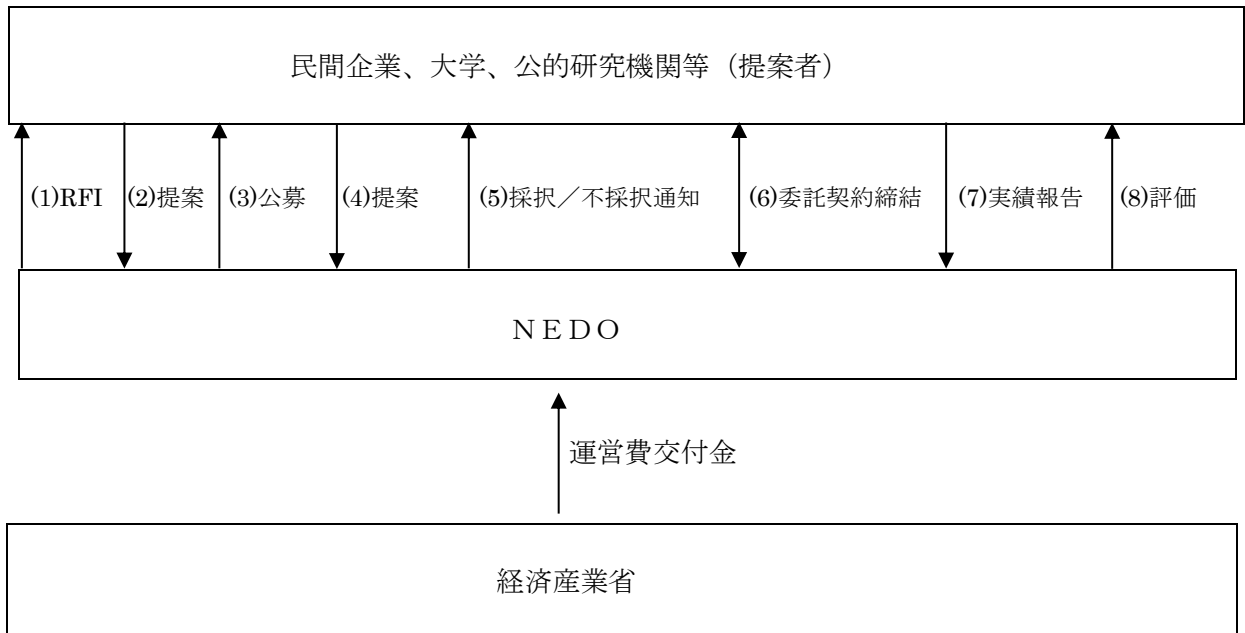 民間企業、大学、公的研究機関等（提案者）
(1)RFI (2)提案 (3)公募 (4)提案 (5)採択／不採択通知 (6)委託契約締結 (7)実績報告 (8)評価
ＮＥＤＯ
運営費交付金
経済産業省